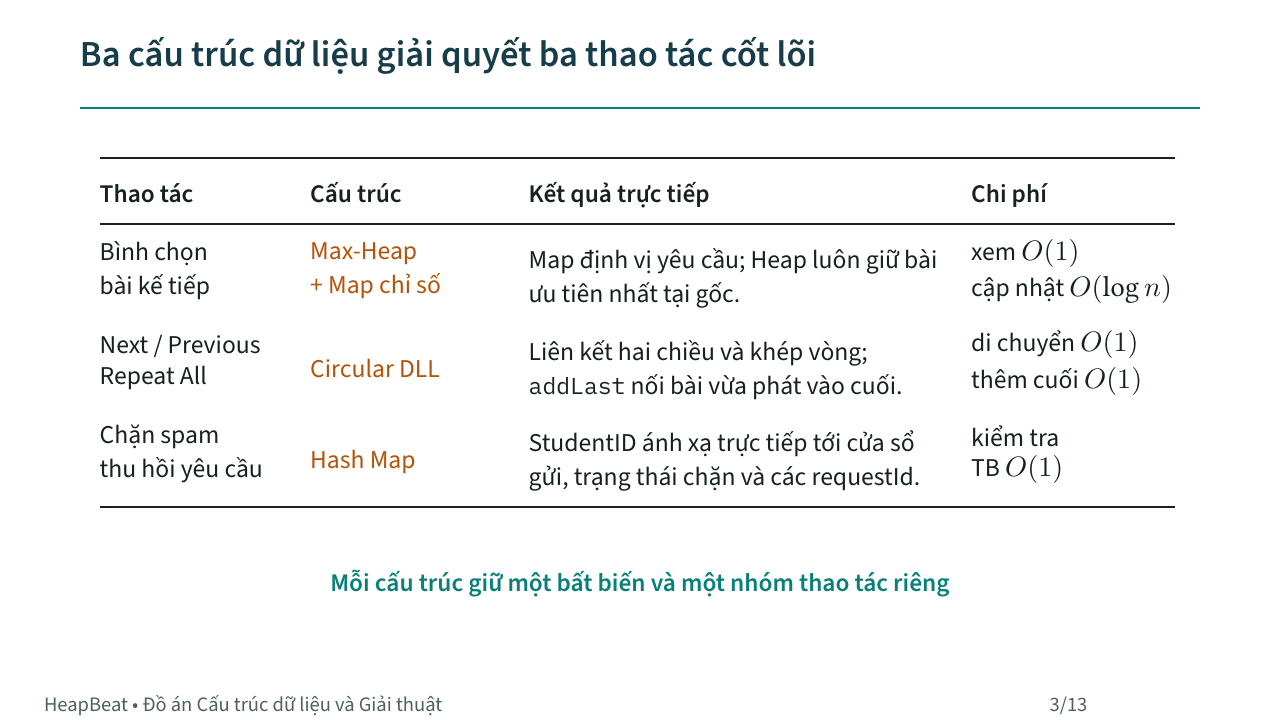 Ba cấu trúc dữ liệu giải quyết ba thao tác cốt lõi
Thao tác
Cấu trúc
Kết quả trực tiếp
Chi phí
Bình chọn
bài kế tiếp
Max-Heap
+ Map chỉ số
Map định vị yêu cầu; Heap luôn giữ bài
ưu tiên nhất tại gốc.
xem O(1)
cập nhật O(log n)
Next / Previous
Repeat All
Circular DLL
Liên kết hai chiều và khép vòng;
addLast nối bài vừa phát vào cuối.
di chuyển O(1)
thêm cuối O(1)
Chặn spam
thu hồi yêu cầu
Hash Map
StudentID ánh xạ trực tiếp tới cửa sổ
gửi, trạng thái chặn và các requestId.
kiểm tra
TB O(1)
Mỗi cấu trúc giữ một bất biến và một nhóm thao tác riêng
HeapBeat • Đồ án Cấu trúc dữ liệu và Giải thuật
3/13